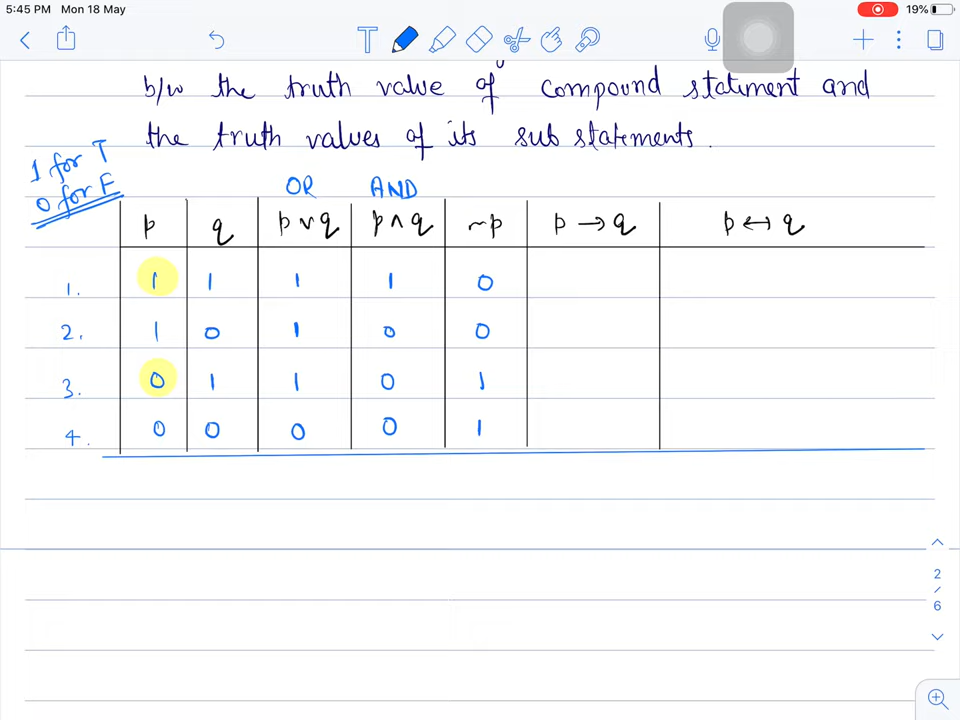 5:45 PM Mon 18 May
19%
T
b/w the truth value of compound statement and
the truth values of its sub statements.
1 for T
0 for F
OR AND
p q p ∨ q p ∧ q ~p p → q p ↔ q
1. 1 1 1 1 0
2. 1 0 1 0 0
3. 0 1 1 0 1
4. 0 0 0 0 1
2
/
6